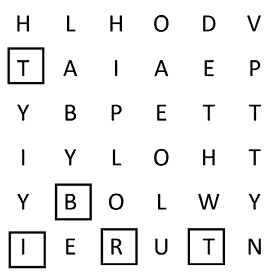 H L H O D V
T A I A E P
Y B P E T T
I Y L O H T
Y B O L W Y
I E R U T N